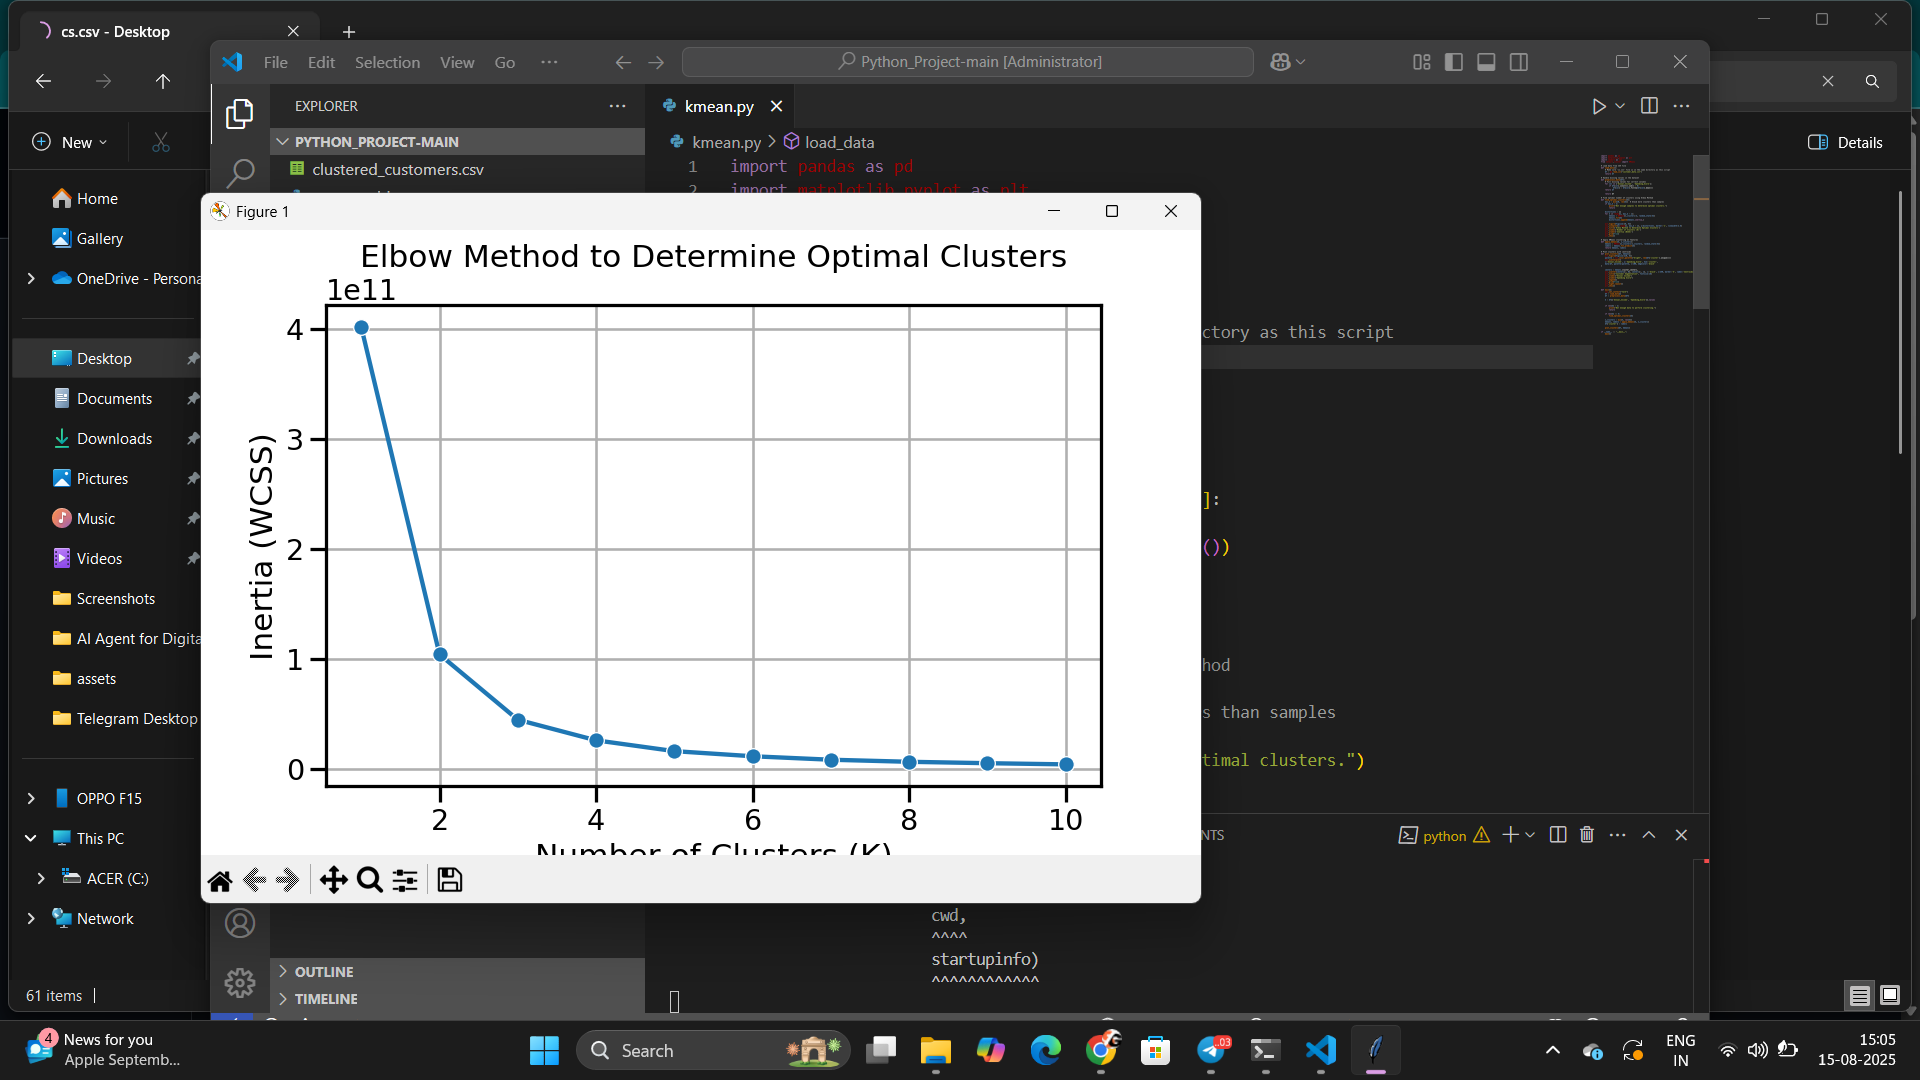 cs.csv - Desktop
File Edit Selection View Go
Python_Project-main [Administrator]
New
Details
EXPLORER
kmean.py
PYTHON_PROJECT-MAIN
kmean.py > load_data
clustered_customers.csv
1 import pandas as pd
2 import matplotlib.pyplot as plt
Home
Gallery
OneDrive - Persona
Desktop
Documents
Downloads
Pictures
Music
Videos
Screenshots
AI Agent for Digita
assets
Telegram Desktop
OPPO F15
This PC
ACER (C:)
Network
61 items
Figure 1
Elbow Method to Determine Optimal Clusters
1e11
4
3
2
1
0
Inertia (WCSS)
2 4 6 8 10
Number of Clusters (K)
ctory as this script
]:
())
hod
s than samples
timal clusters.")
NTS
python
cwd,
^^^^
startupinfo)
^^^^^^^^^^^^
OUTLINE
TIMELINE
4
News for you
Apple Septemb...
Search
.03
ENG
IN
15:05
15-08-2025